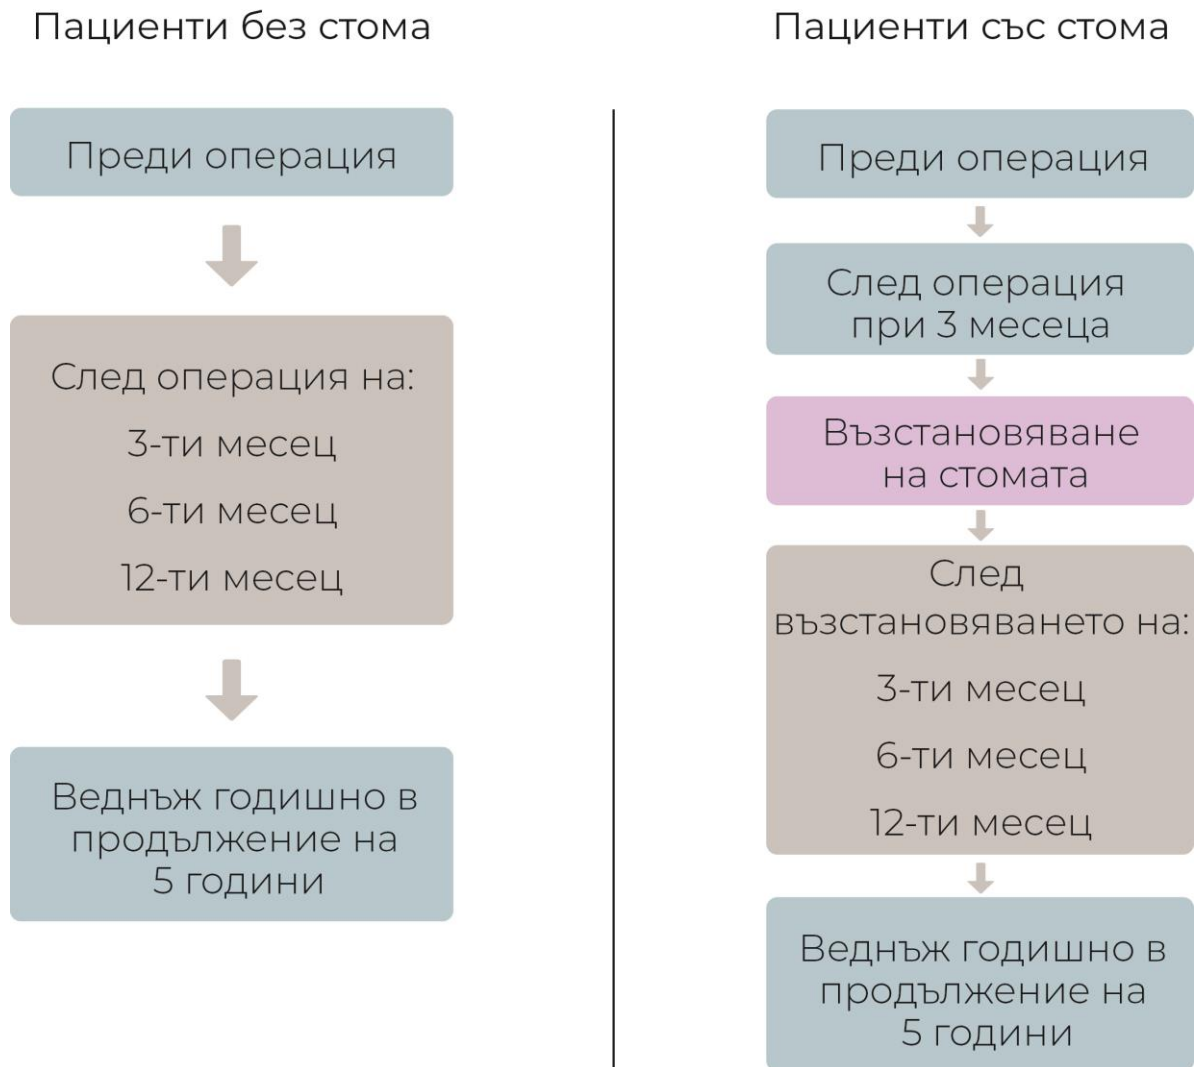 Пациенти без стома
Преди операция
След операция на:
3-ти месец
6-ти месец
12-ти месец
Веднъж годишно в
продължение на
5 години
Пациенти със стома
Преди операция
След операция
при 3 месеца
Възстановяване
на стомата
След
възстановяването на:
3-ти месец
6-ти месец
12-ти месец
Веднъж годишно в
продължение на
5 години